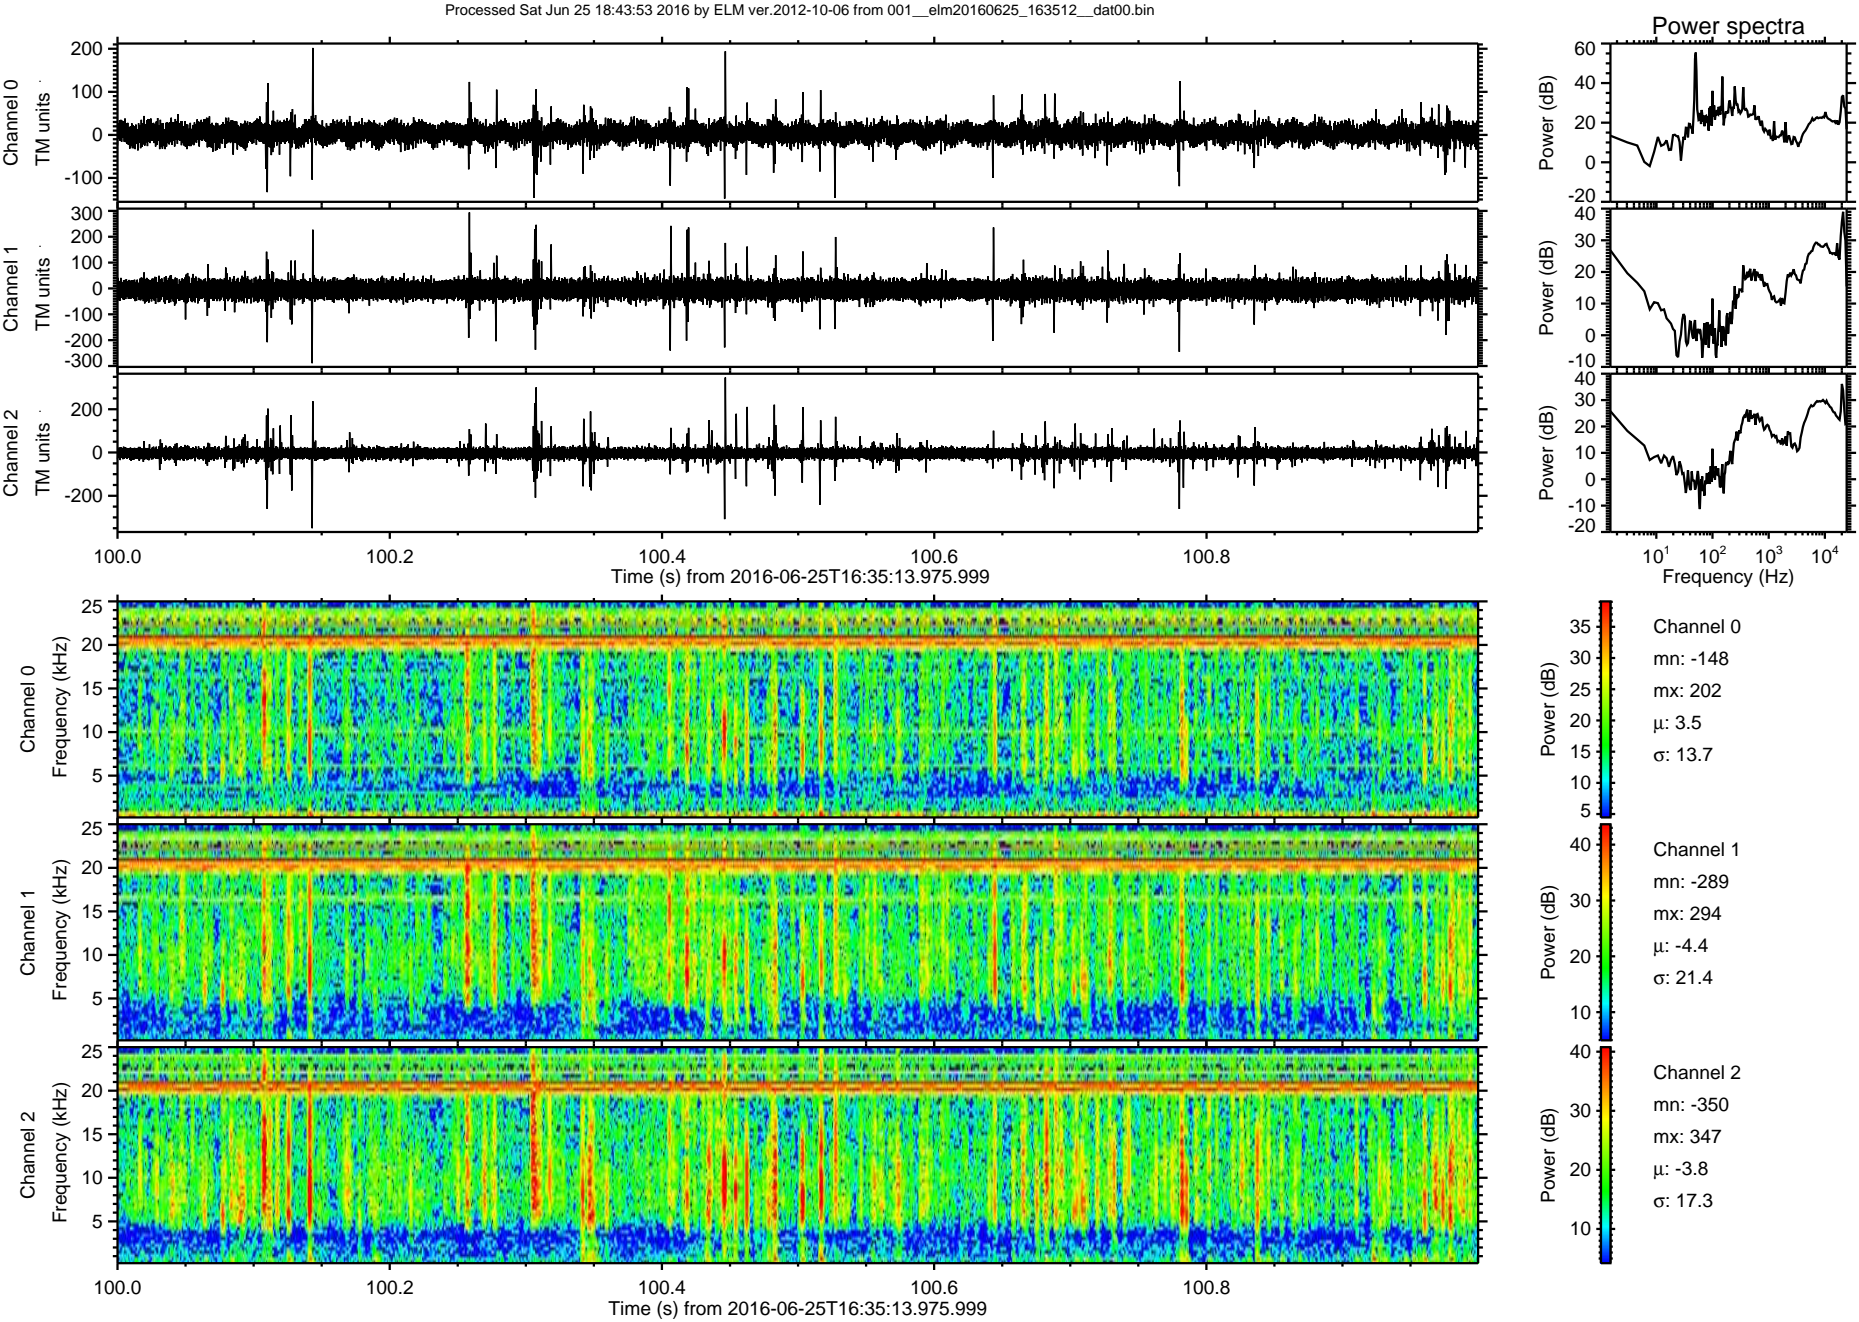 Processed Sat Jun 25 18:43:53 2016 by ELM ver.2012-10-06 from 001__elm20160625_163512__dat00.bin
Power spectra
Channel 0
TM units
200
100
0
-100
Power (dB)
60
40
20
0
-20
Channel 1
TM units
300
200
100
0
-100
-200
-300
Power (dB)
40
30
20
10
0
-10
Channel 2
TM units
200
0
-200
Power (dB)
40
30
20
10
0
-10
-20
100.0 100.2 100.4 100.6 100.8
Time (s) from 2016-06-25T16:35:13.975.999
10¹ 10² 10³ 10⁴
Frequency (Hz)
Channel 0
Frequency (kHz)
25
20
15
10
5
Power (dB)
35
30
25
20
15
10
5
Channel 0
mn: -148
mx: 202
μ: 3.5
σ: 13.7
Channel 1
Frequency (kHz)
25
20
15
10
5
Power (dB)
40
30
20
10
Channel 1
mn: -289
mx: 294
μ: -4.4
σ: 21.4
Channel 2
Frequency (kHz)
25
20
15
10
5
Power (dB)
40
30
20
10
Channel 2
mn: -350
mx: 347
μ: -3.8
σ: 17.3
100.0 100.2 100.4 100.6 100.8
Time (s) from 2016-06-25T16:35:13.975.999